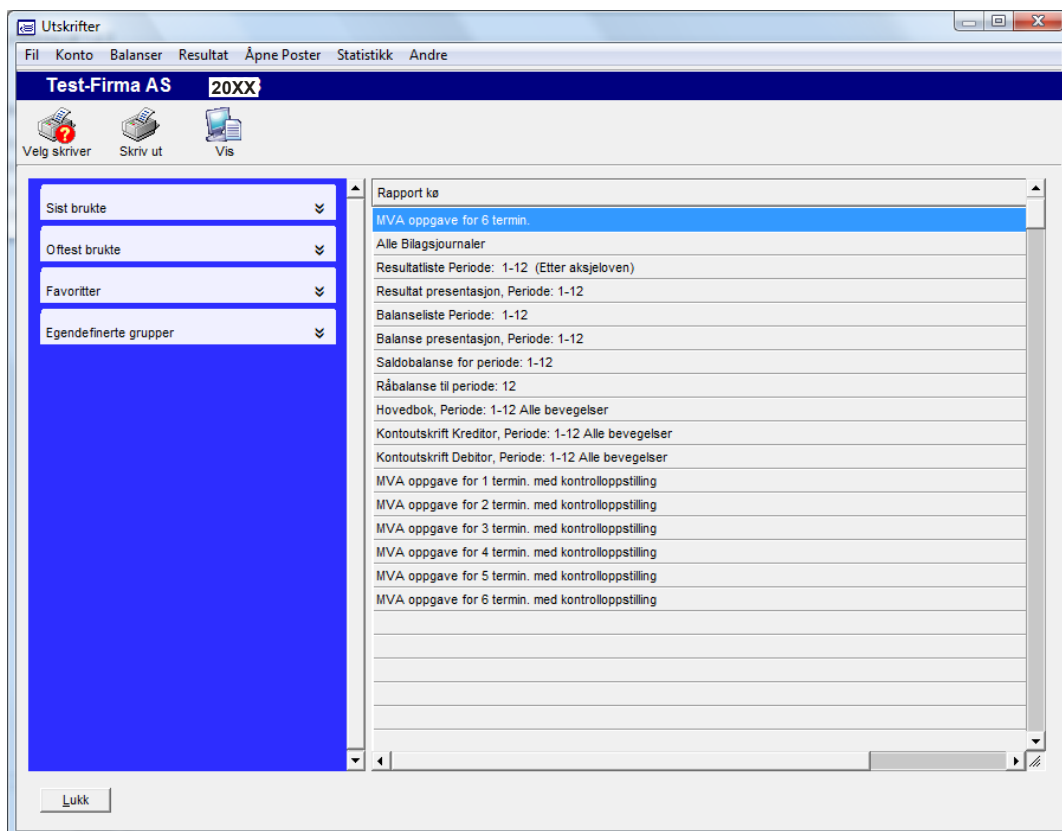 Utskrifter
Fil Konto Balanser Resultat Åpne Poster Statistikk Andre
Test-Firma AS 20XX
Velg skriver Skriv ut Vis
Sist brukte
Oftest brukte
Favoritter
Egendefinerte grupper
Rapport kø
MVA oppgave for 6 termin.
Alle Bilagsjournaler
Resultatliste Periode: 1-12 (Etter aksjeloven)
Resultat presentasjon, Periode: 1-12
Balanseliste Periode: 1-12
Balanse presentasjon, Periode: 1-12
Saldobalanse for periode: 1-12
Råbalanse til periode: 12
Hovedbok, Periode: 1-12 Alle bevegelser
Kontoutskrift Kreditor, Periode: 1-12 Alle bevegelser
Kontoutskrift Debitor, Periode: 1-12 Alle bevegelser
MVA oppgave for 1 termin. med kontrolloppstilling
MVA oppgave for 2 termin. med kontrolloppstilling
MVA oppgave for 3 termin. med kontrolloppstilling
MVA oppgave for 4 termin. med kontrolloppstilling
MVA oppgave for 5 termin. med kontrolloppstilling
MVA oppgave for 6 termin. med kontrolloppstilling
Lukk